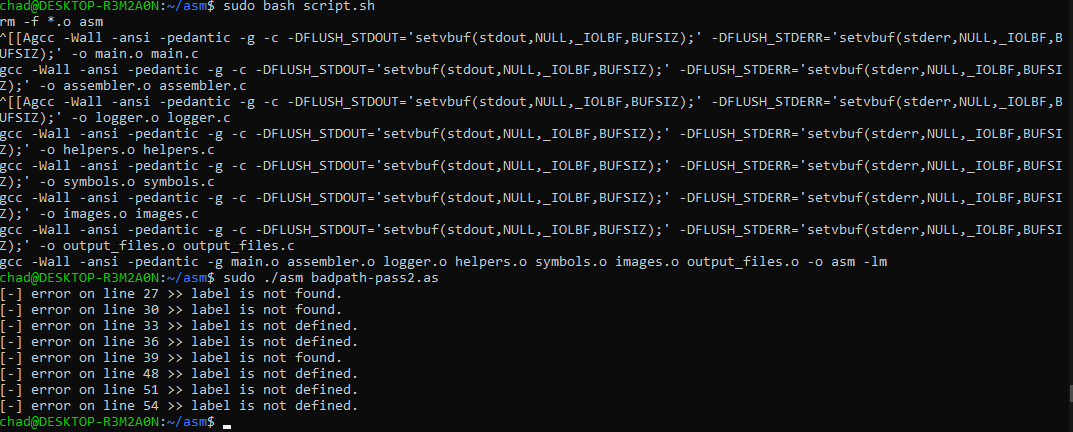 chad@DESKTOP-R3M2A0N:~/asm$ sudo bash script.sh
rm -f *.o asm
^[[Agcc -Wall -ansi -pedantic -g -c -DFLUSH_STDOUT='setvbuf(stdout,NULL,_IOLBF,BUFSIZ);' -DFLUSH_STDERR='setvbuf(stderr,NULL,_IOLBF,B
UFSIZ);' -o main.o main.c
gcc -Wall -ansi -pedantic -g -c -DFLUSH_STDOUT='setvbuf(stdout,NULL,_IOLBF,BUFSIZ);' -DFLUSH_STDERR='setvbuf(stderr,NULL,_IOLBF,BUFSI
Z);' -o assembler.o assembler.c
^[[Agcc -Wall -ansi -pedantic -g -c -DFLUSH_STDOUT='setvbuf(stdout,NULL,_IOLBF,BUFSIZ);' -DFLUSH_STDERR='setvbuf(stderr,NULL,_IOLBF,B
UFSIZ);' -o logger.o logger.c
gcc -Wall -ansi -pedantic -g -c -DFLUSH_STDOUT='setvbuf(stdout,NULL,_IOLBF,BUFSIZ);' -DFLUSH_STDERR='setvbuf(stderr,NULL,_IOLBF,BUFSI
Z);' -o helpers.o helpers.c
gcc -Wall -ansi -pedantic -g -c -DFLUSH_STDOUT='setvbuf(stdout,NULL,_IOLBF,BUFSIZ);' -DFLUSH_STDERR='setvbuf(stderr,NULL,_IOLBF,BUFSI
Z);' -o symbols.o symbols.c
gcc -Wall -ansi -pedantic -g -c -DFLUSH_STDOUT='setvbuf(stdout,NULL,_IOLBF,BUFSIZ);' -DFLUSH_STDERR='setvbuf(stderr,NULL,_IOLBF,BUFSI
Z);' -o images.o images.c
gcc -Wall -ansi -pedantic -g -c -DFLUSH_STDOUT='setvbuf(stdout,NULL,_IOLBF,BUFSIZ);' -DFLUSH_STDERR='setvbuf(stderr,NULL,_IOLBF,BUFSI
Z);' -o output_files.o output_files.c
gcc -Wall -ansi -pedantic -g main.o assembler.o logger.o helpers.o symbols.o images.o output_files.o -o asm -lm
chad@DESKTOP-R3M2A0N:~/asm$ sudo ./asm badpath-pass2.as
[-] error on line 27 >> label is not found.
[-] error on line 30 >> label is not found.
[-] error on line 33 >> label is not defined.
[-] error on line 36 >> label is not defined.
[-] error on line 39 >> label is not found.
[-] error on line 48 >> label is not defined.
[-] error on line 51 >> label is not defined.
[-] error on line 54 >> label is not defined.
chad@DESKTOP-R3M2A0N:~/asm$